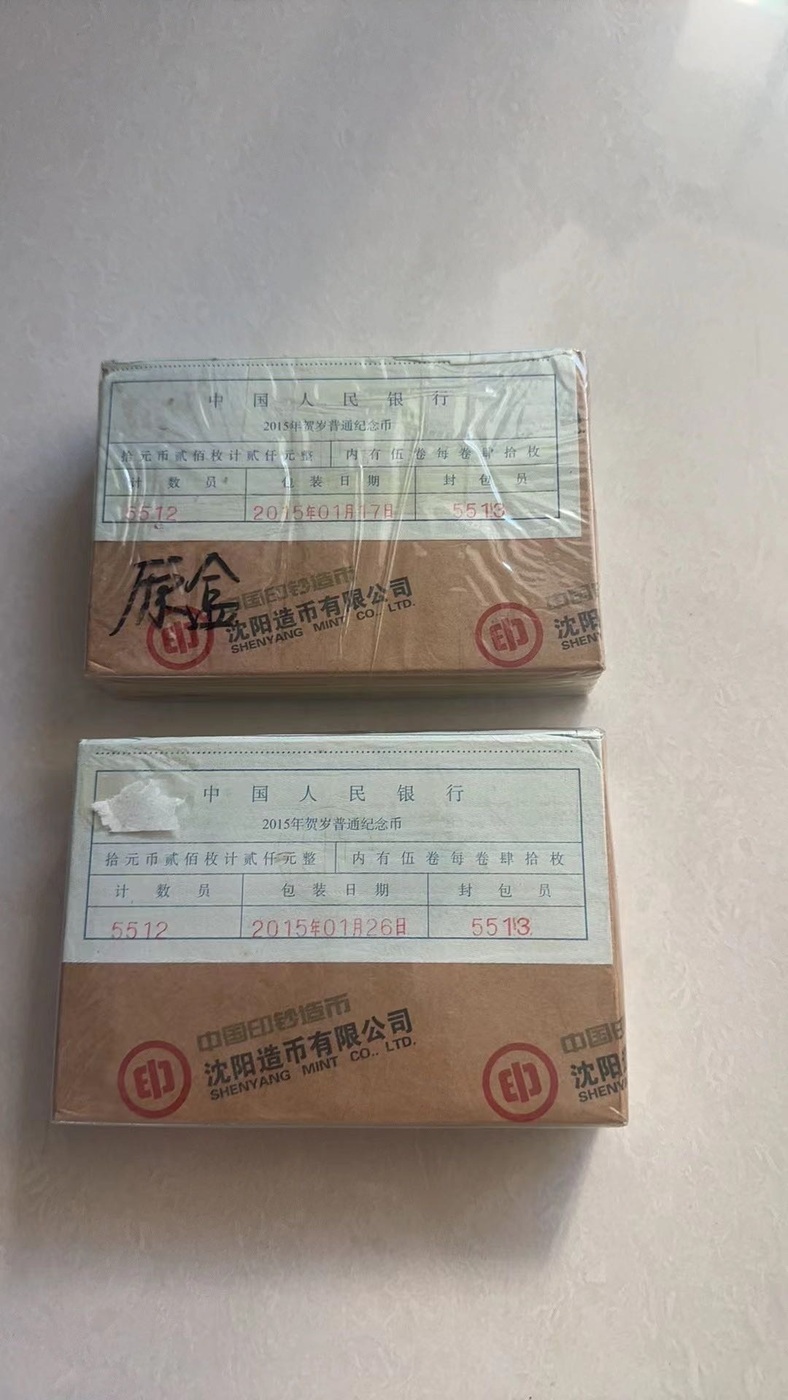 中国人民银行
2015年贺岁普通纪念币
拾元币贰佰枚计贰仟元整 内有伍卷每卷肆拾枚
计数员 包装日期 封包员
5512 2015年01月17日 5513
原盒
中国印钞造币
沈阳造币有限公司
SHENYANG MINT CO., LTD.
印
中国
沈阳
SHEN
印
中国人民银行
2015年贺岁普通纪念币
拾元币贰佰枚计贰仟元整 内有伍卷每卷肆拾枚
计数员 包装日期 封包员
5512 2015年01月26日 5513
中国印钞造币
沈阳造币有限公司
SHENYANG MINT CO.. LTD.
印
中国
沈阳
SHENY
印